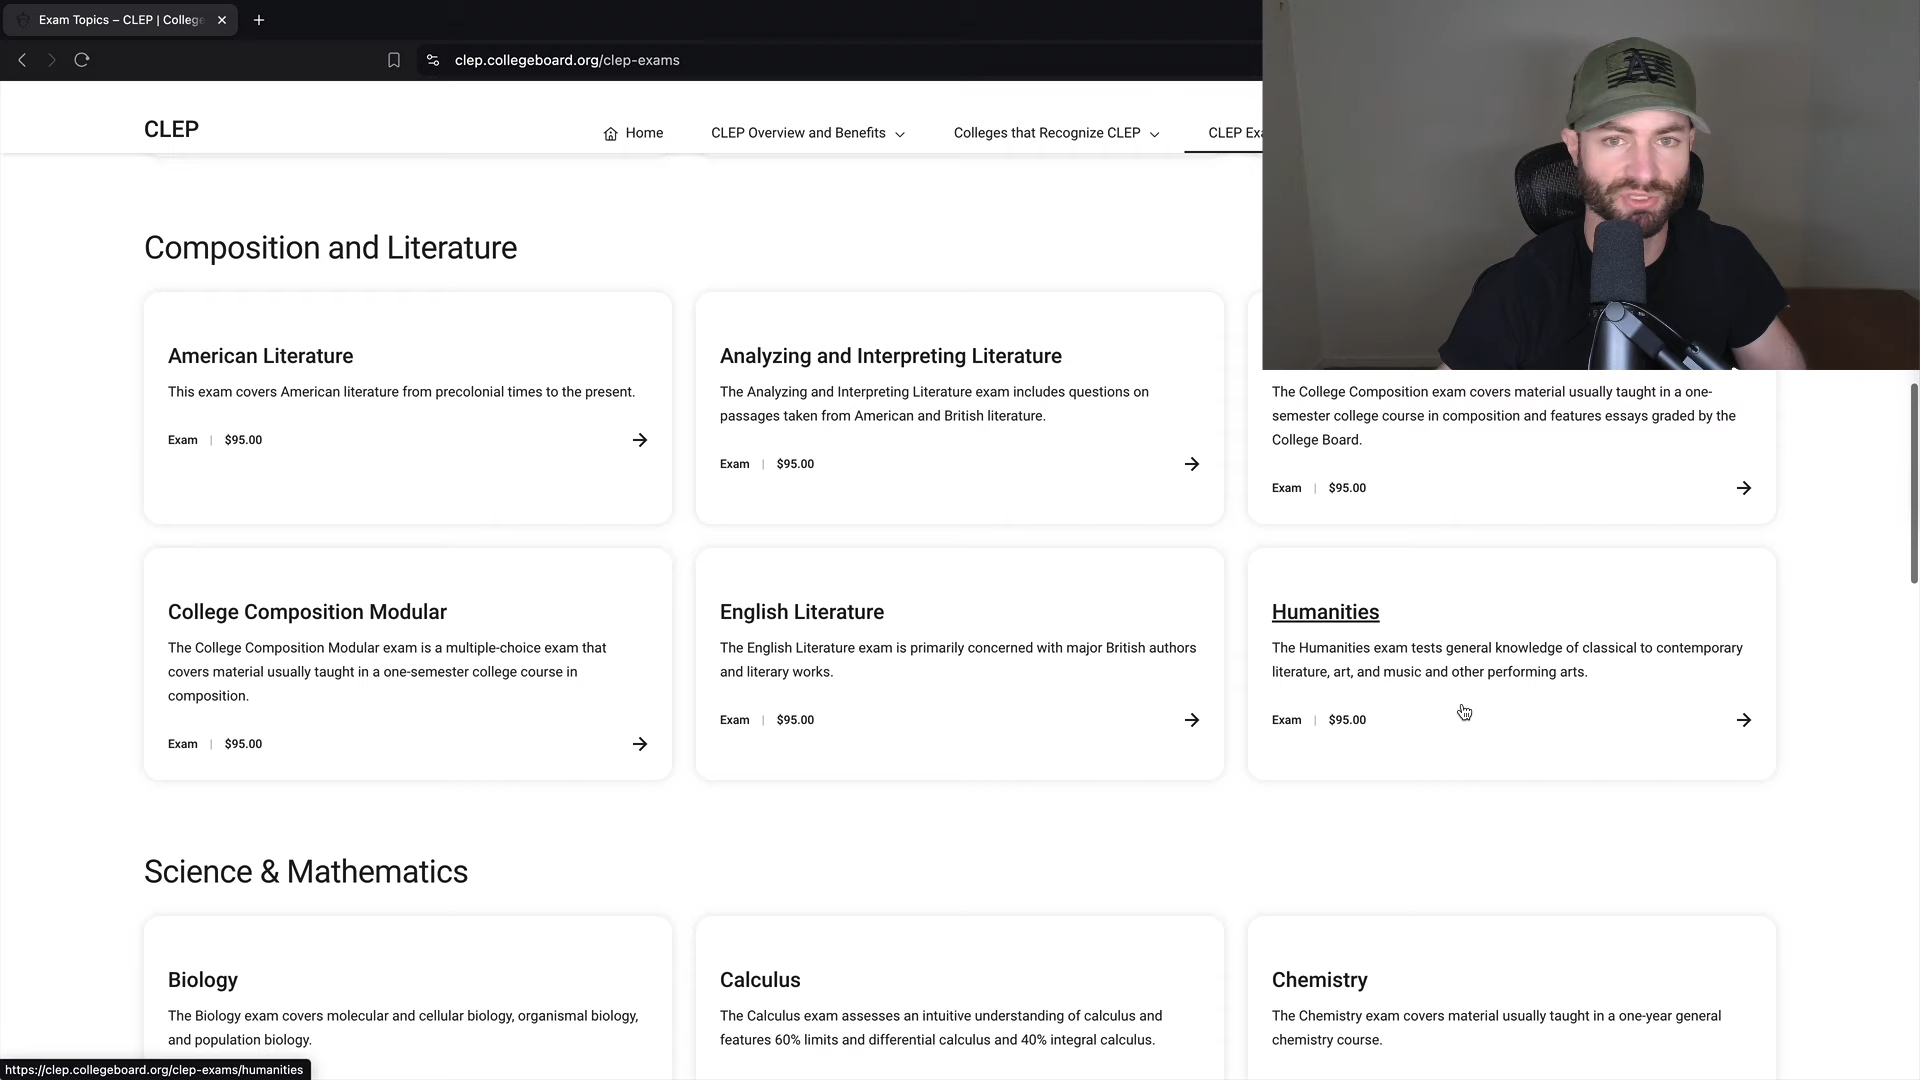 Exam Topics – CLEP | College
clep.collegeboard.org/clep-exams
CLEP
Home
CLEP Overview and Benefits
Colleges that Recognize CLEP
CLEP Exa
Composition and Literature
American Literature
This exam covers American literature from precolonial times to the present.
Exam | $95.00
Analyzing and Interpreting Literature
The Analyzing and Interpreting Literature exam includes questions on
passages taken from American and British literature.
Exam | $95.00
The College Composition exam covers material usually taught in a one-
semester college course in composition and features essays graded by the
College Board.
Exam | $95.00
College Composition Modular
The College Composition Modular exam is a multiple-choice exam that
covers material usually taught in a one-semester college course in
composition.
Exam | $95.00
English Literature
The English Literature exam is primarily concerned with major British authors
and literary works.
Exam | $95.00
Humanities
The Humanities exam tests general knowledge of classical to contemporary
literature, art, and music and other performing arts.
Exam | $95.00
Science & Mathematics
Biology
The Biology exam covers molecular and cellular biology, organismal biology,
and population biology.
Calculus
The Calculus exam assesses an intuitive understanding of calculus and
features 60% limits and differential calculus and 40% integral calculus.
Chemistry
The Chemistry exam covers material usually taught in a one-year general
chemistry course.
https://clep.collegeboard.org/clep-exams/humanities